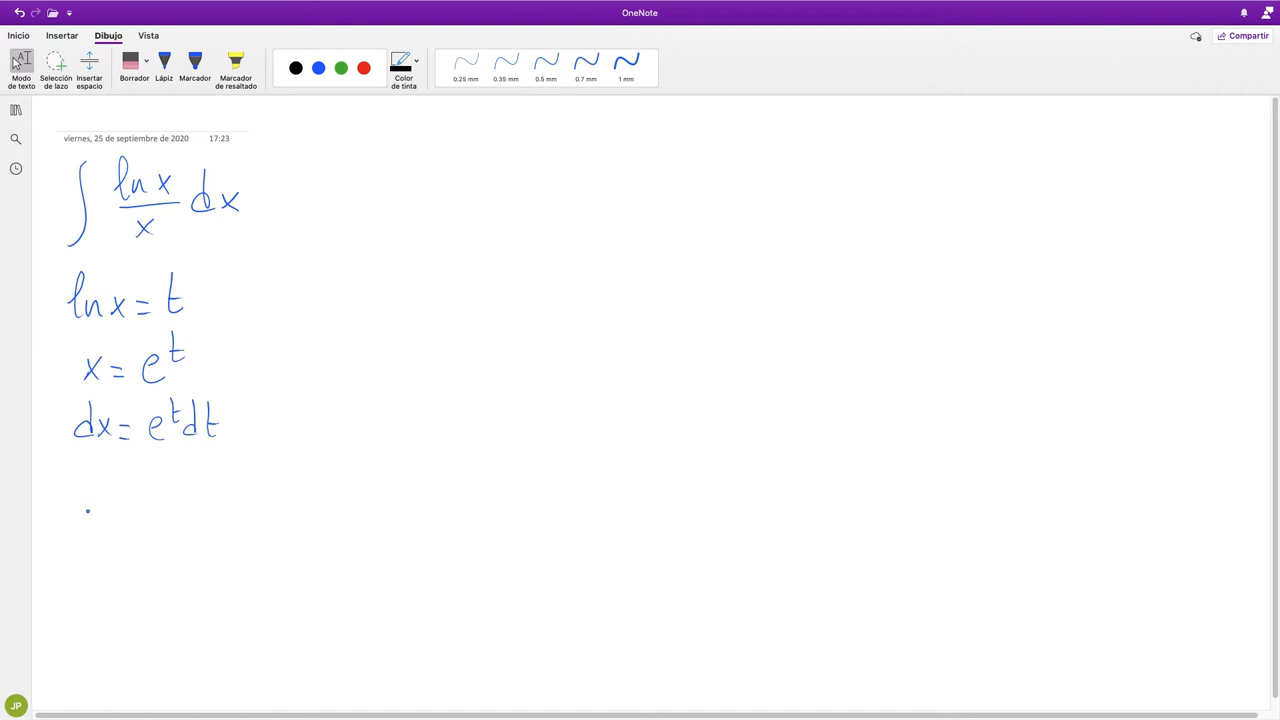 OneNote
Inicio Insertar Dibujo Vista Compartir
Modo de texto Selección de lazo Insertar espacio Borrador Lápiz Marcador Marcador de resaltado Color de tinta 0.25 mm 0.35 mm 0.5 mm 0.7 mm 1 mm
viernes, 25 de septiembre de 2020 17:23
∫ ln x / x dx
ln x = t
x = e^t
dx = e^t dt
JP